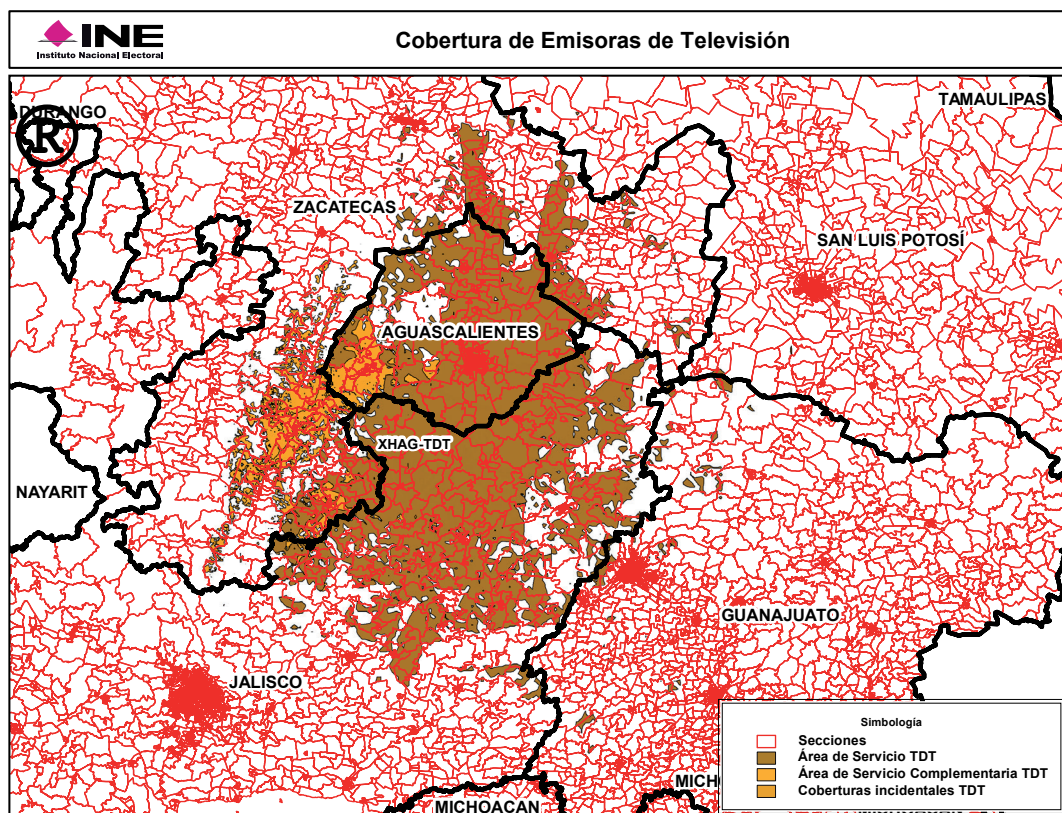 INE
Instituto Nacional Electoral
Cobertura de Emisoras de Televisión
DURANGO
R
TAMAULIPAS
ZACATECAS
SAN LUIS POTOSÍ
AGUASCALIENTES
XHAG-TDT
NAYARIT
GUANAJUATO
JALISCO
MICHOACAN
MICH
Simbología
Secciones
Área de Servicio TDT
Área de Servicio Complementaria TDT
Coberturas incidentales TDT